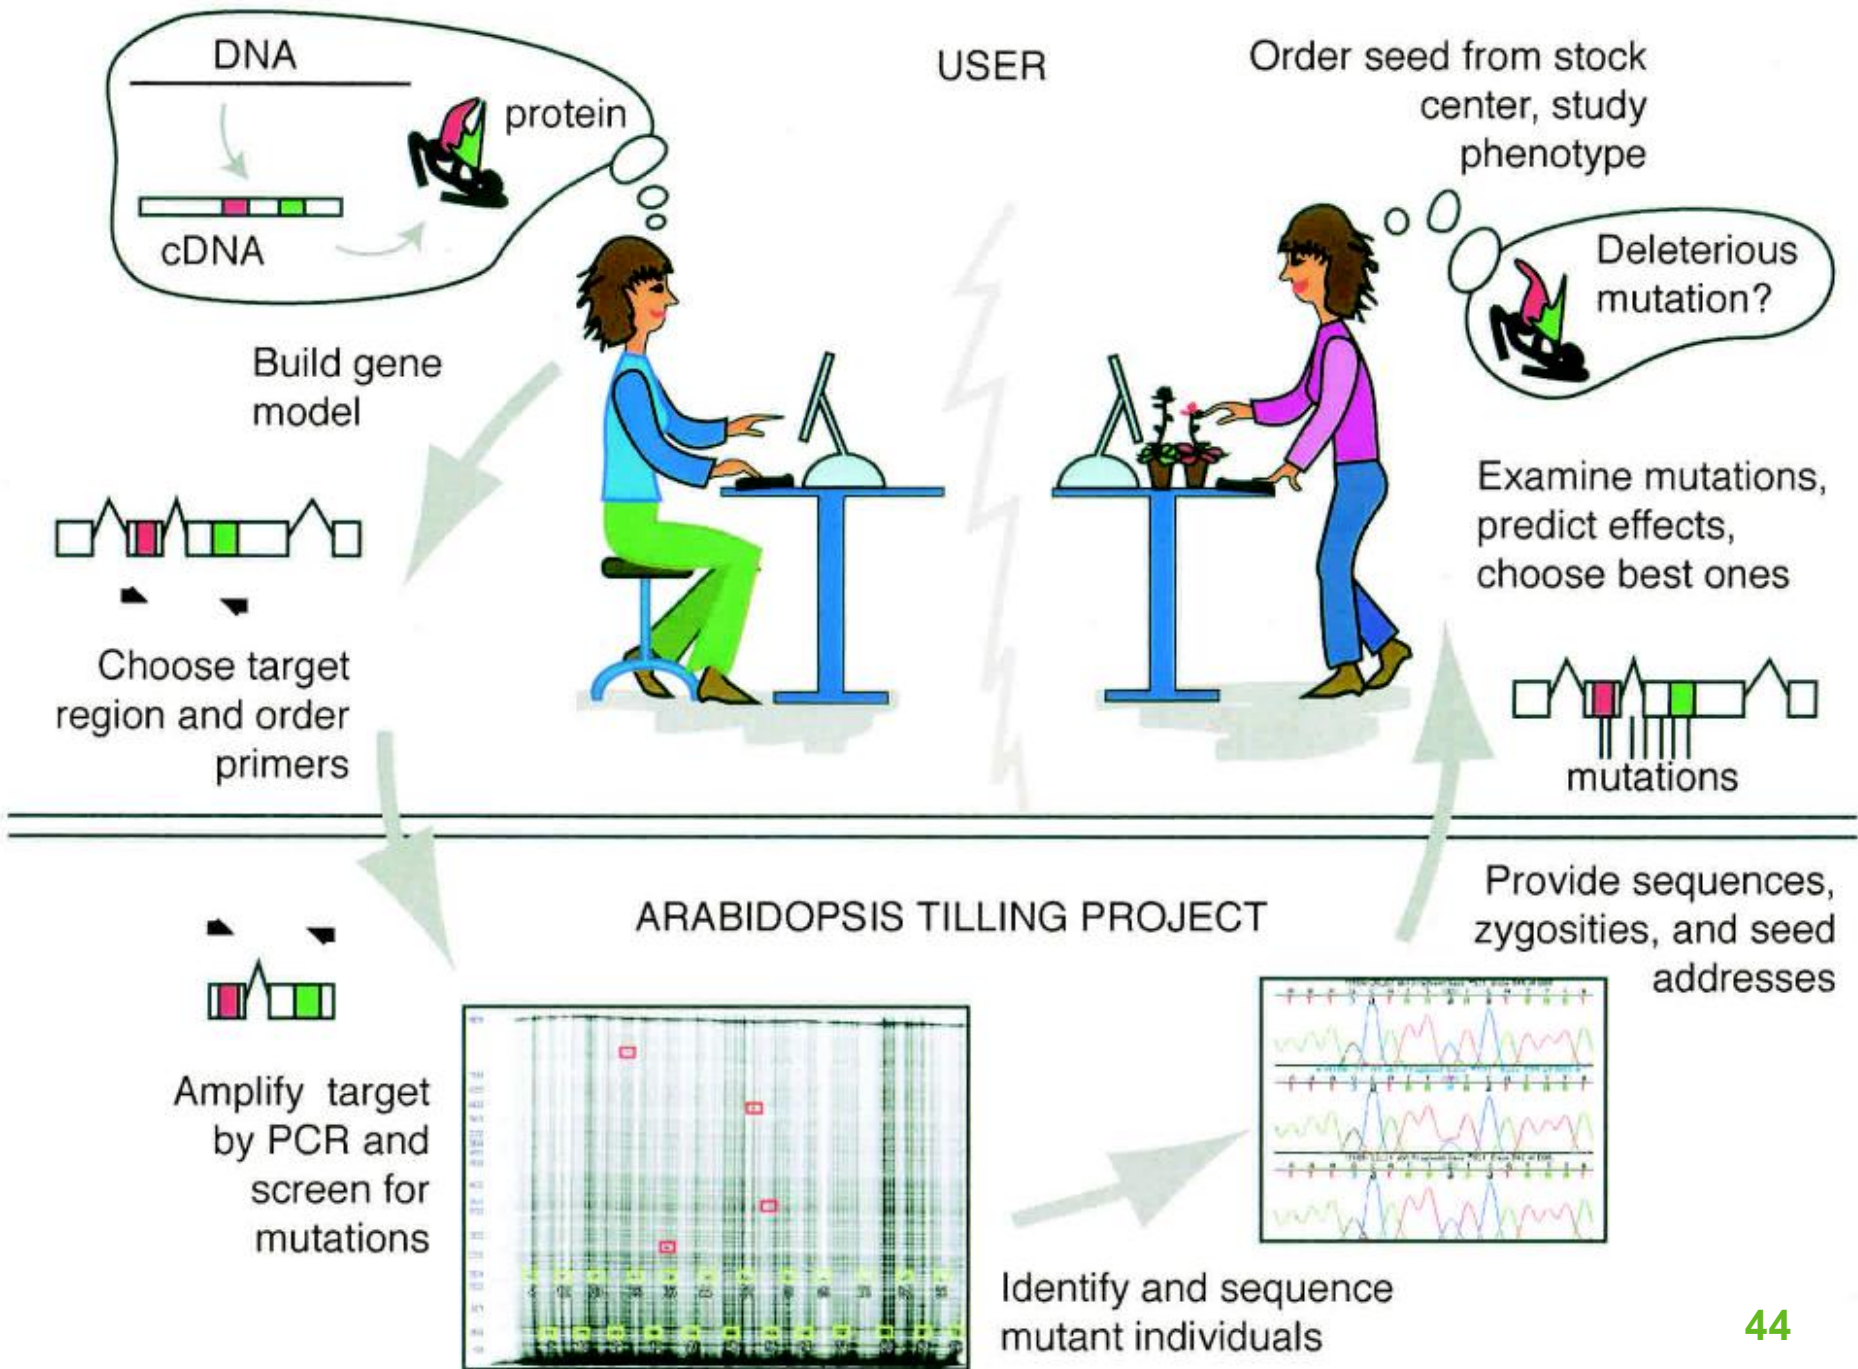 DNA
protein
cDNA
USER
Order seed from stock
center, study
phenotype
Deleterious
mutation?
Build gene
model
Choose target
region and order
primers
Examine mutations,
predict effects,
choose best ones
mutations
ARABIDOPSIS TILLING PROJECT
Provide sequences,
zygosities, and seed
addresses
Amplify target
by PCR and
screen for
mutations
Identify and sequence
mutant individuals
44